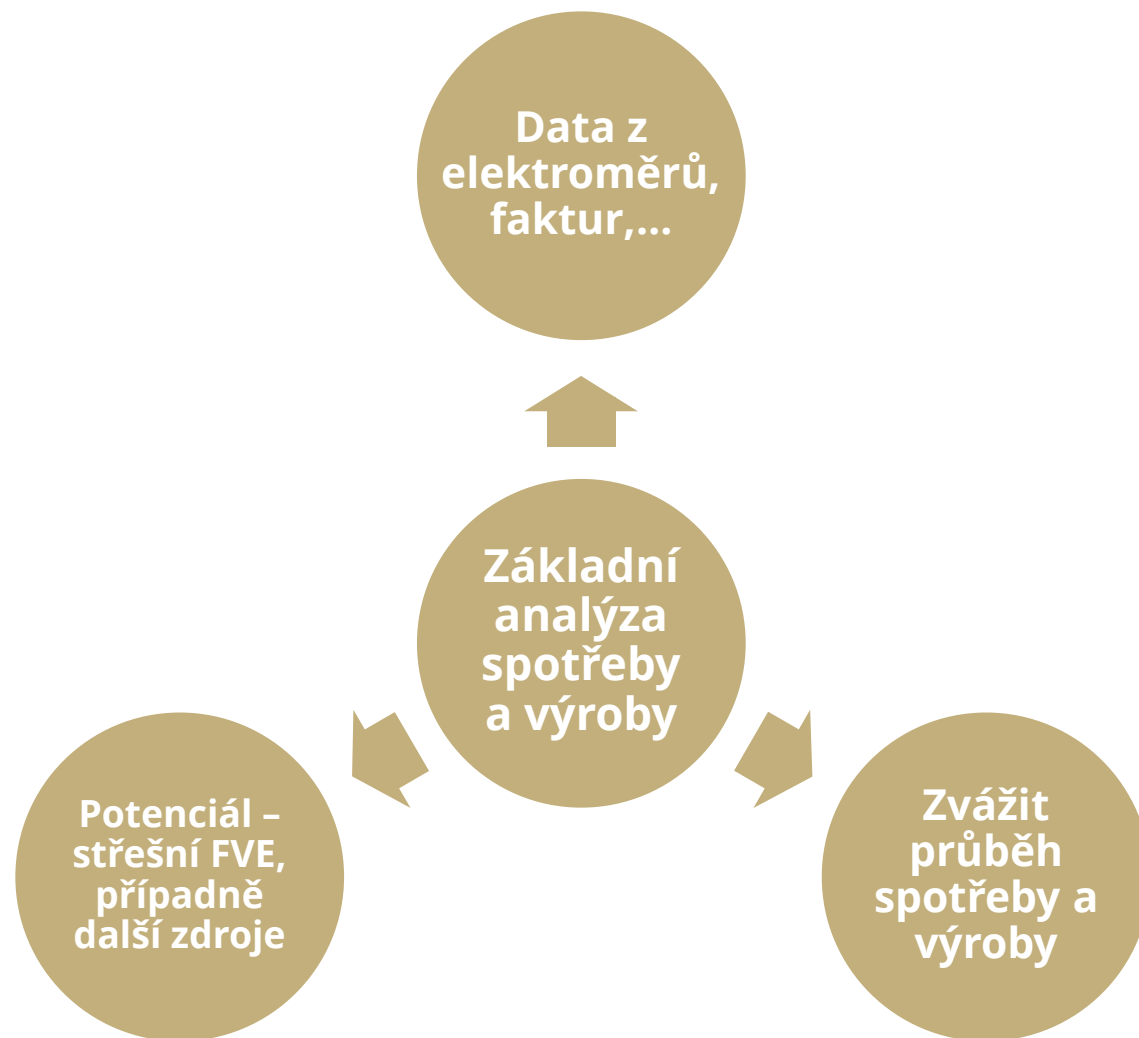 Data z
elektroměrů,
faktur,...
Základní
analýza
spotřeby
a výroby
Potenciál –
střešní FVE,
případně
další zdroje
Zvážit
průběh
spotřeby a
výroby